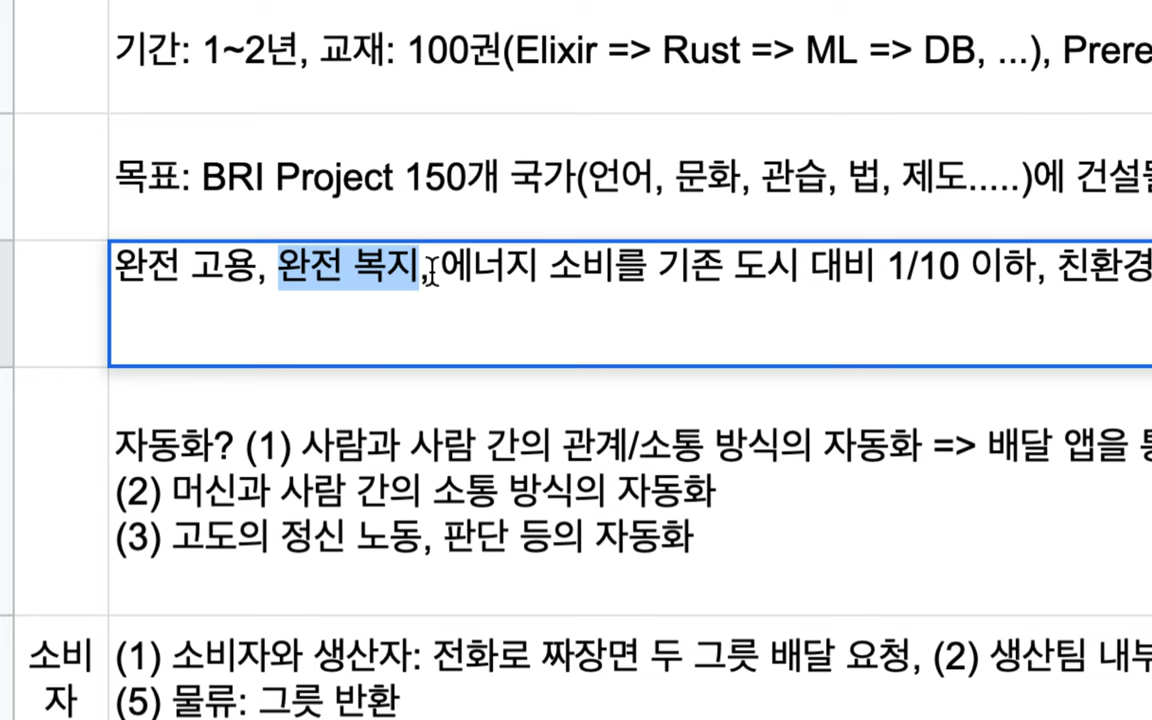 기간: 1~2년, 교재: 100권(Elixir => Rust => ML => DB, ...), Prere
목표: BRI Project 150개 국가(언어, 문화, 관습, 법, 제도.....)에 건설될
완전 고용, 완전 복지, 에너지 소비를 기존 도시 대비 1/10 이하, 친환경
자동화? (1) 사람과 사람 간의 관계/소통 방식의 자동화 => 배달 앱을
(2) 머신과 사람 간의 소통 방식의 자동화
(3) 고도의 정신 노동, 판단 등의 자동화
소비 (1) 소비자와 생산자: 전화로 짜장면 두 그릇 배달 요청, (2) 생산팀 내부
자 (5) 물류: 그릇 반환